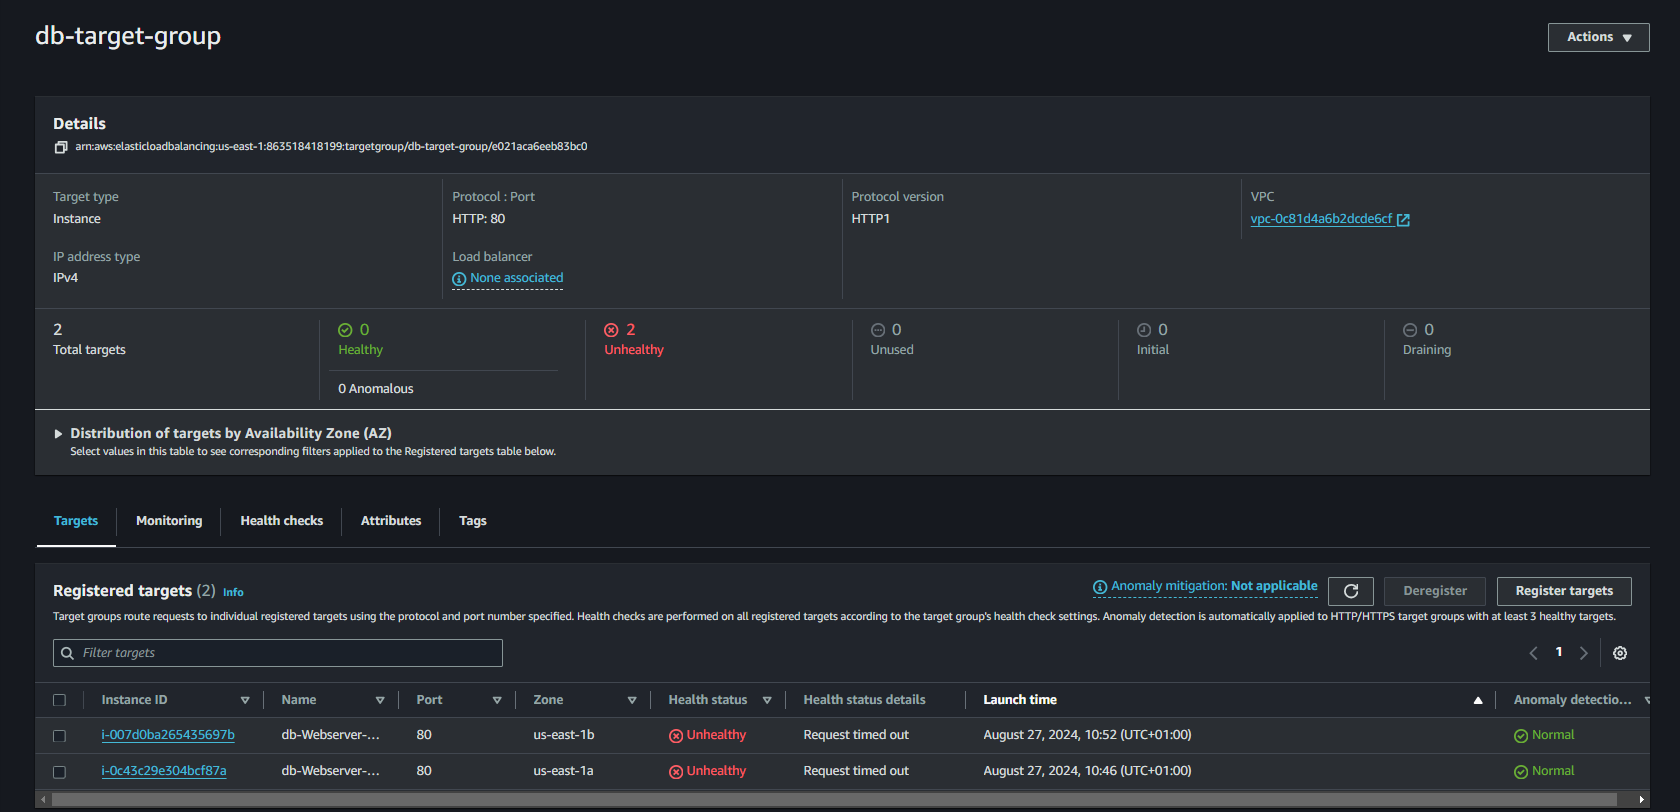 db-target-group
Actions
Details
arn:aws:elasticloadbalancing:us-east-1:863518418199:targetgroup/db-target-group/e021aca6eeb83bc0
Target type
Instance
Protocol : Port
HTTP: 80
Protocol version
HTTP1
VPC
vpc-0c81d4a6b2dcde6cf
IP address type
IPv4
Load balancer
None associated
2
Total targets
0
Healthy
0 Anomalous
2
Unhealthy
0
Unused
0
Initial
0
Draining
Distribution of targets by Availability Zone (AZ)
Select values in this table to see corresponding filters applied to the Registered targets table below.
Targets Monitoring Health checks Attributes Tags
Registered targets (2) Info
Anomaly mitigation: Not applicable
Deregister
Register targets
Target groups route requests to individual registered targets using the protocol and port number specified. Health checks are performed on all registered targets according to the target group's health check settings. Anomaly detection is automatically applied to HTTP/HTTPS target groups with at least 3 healthy targets.
Filter targets
1
Instance ID Name Port Zone Health status Health status details Launch time Anomaly detectio...
i-007d0ba265435697b db-Webserver-... 80 us-east-1b Unhealthy Request timed out August 27, 2024, 10:52 (UTC+01:00) Normal
i-0c43c29e304bcf87a db-Webserver-... 80 us-east-1a Unhealthy Request timed out August 27, 2024, 10:46 (UTC+01:00) Normal